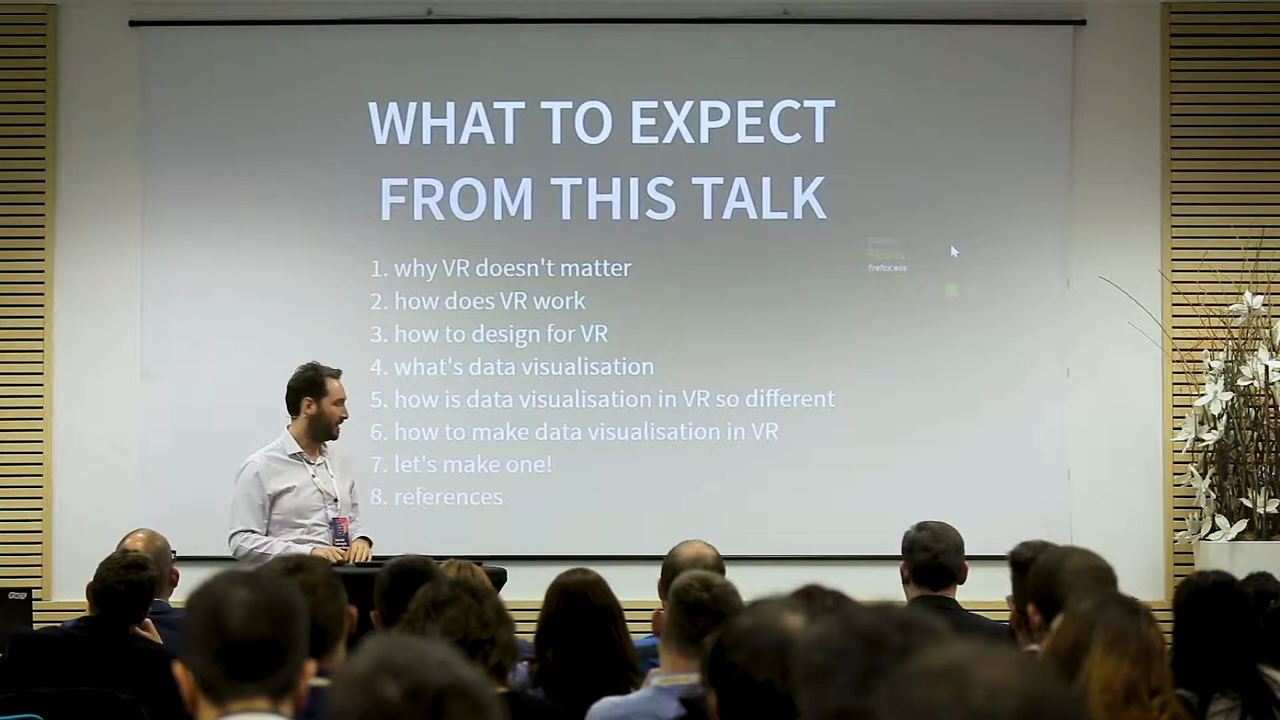 WHAT TO EXPECT
FROM THIS TALK
1. why VR doesn't matter
2. how does VR work
3. how to design for VR
4. what's data visualisation
5. how is data visualisation in VR so different
6. how to make data visualisation in VR
7. let's make one!
8. references
firefox.exe